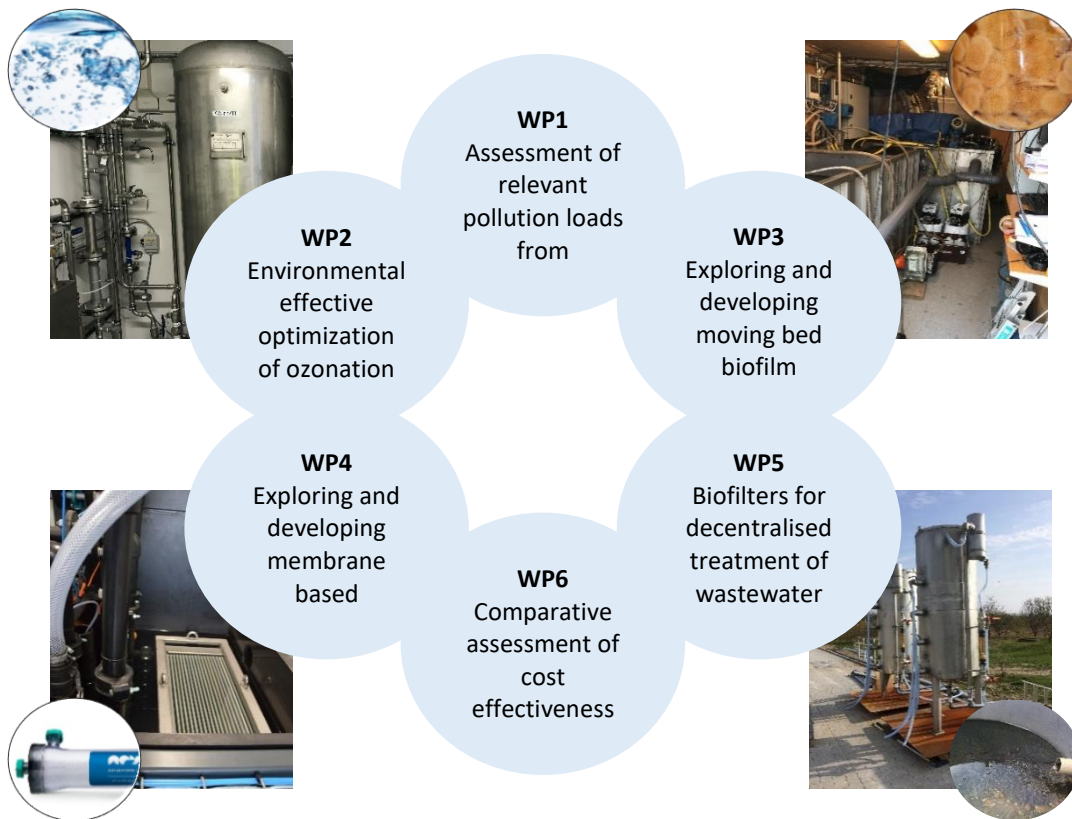 WP1
Assessment of
relevant
pollution loads
from
WP2
Environmental
effective
optimization
of ozonation
WP3
Exploring and
developing
moving bed
biofilm
WP4
Exploring and
developing
membrane
based
WP5
Biofilters for
decentralised
treatment of
wastewater
WP6
Comparative
assessment of
cost
effectiveness